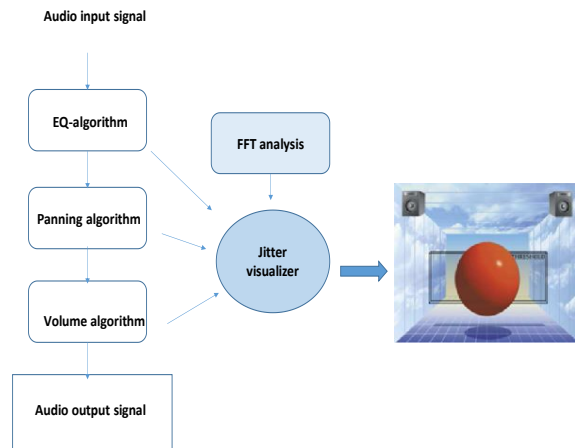 Audio input signal
EQ-algorithm
FFT analysis
Panning algorithm
Jitter
visualizer
THRESHOLD
Volume algorithm
Audio output signal